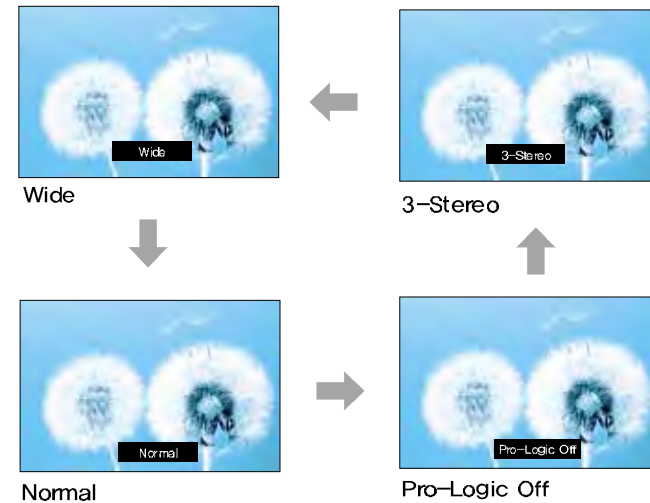 Wide
3-Stereo
Wide
3-Stereo
Normal
Pro-Logic Off
Normal
Pro-Logic Off